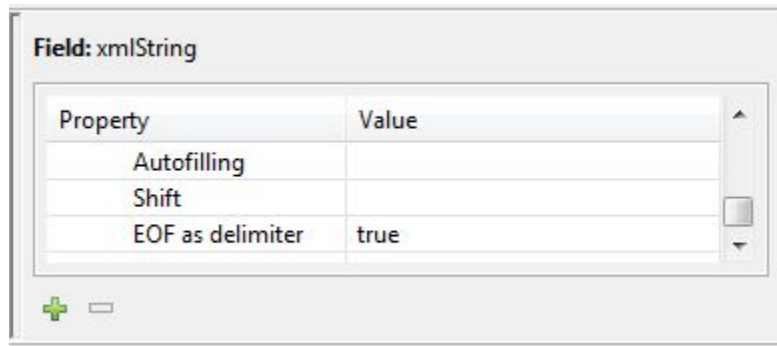 Field: xmlString
Property Value
Autofilling
Shift
EOF as delimiter true